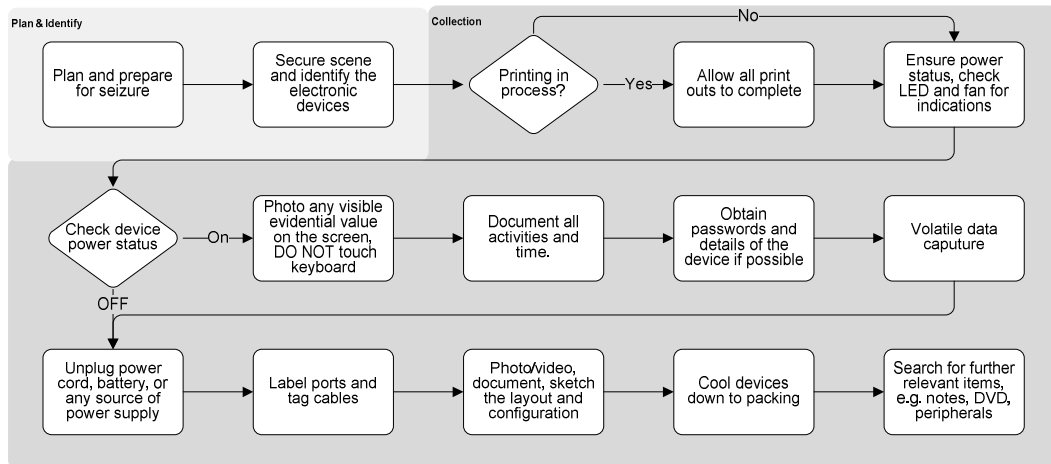 Plan & Identify
Collection
No
Plan and prepare
for seizure
Secure scene
and identify the
electronic
devices
Printing in
process?
Yes
Allow all print
outs to complete
Ensure power
status, check
LED and fan for
indications
Check device
power status
On
Photo any visible
evidential value
on the screen,
DO NOT touch
keyboard
Document all
activities and
time.
Obtain
passwords and
details of the
device if possible
Volatile data
caputure
OFF
Unplug power
cord, battery, or
any source of
power supply
Label ports and
tag cables
Photo/video,
document, sketch
the layout and
configuration
Cool devices
down to packing
Search for further
relevant items,
e.g. notes, DVD,
peripherals